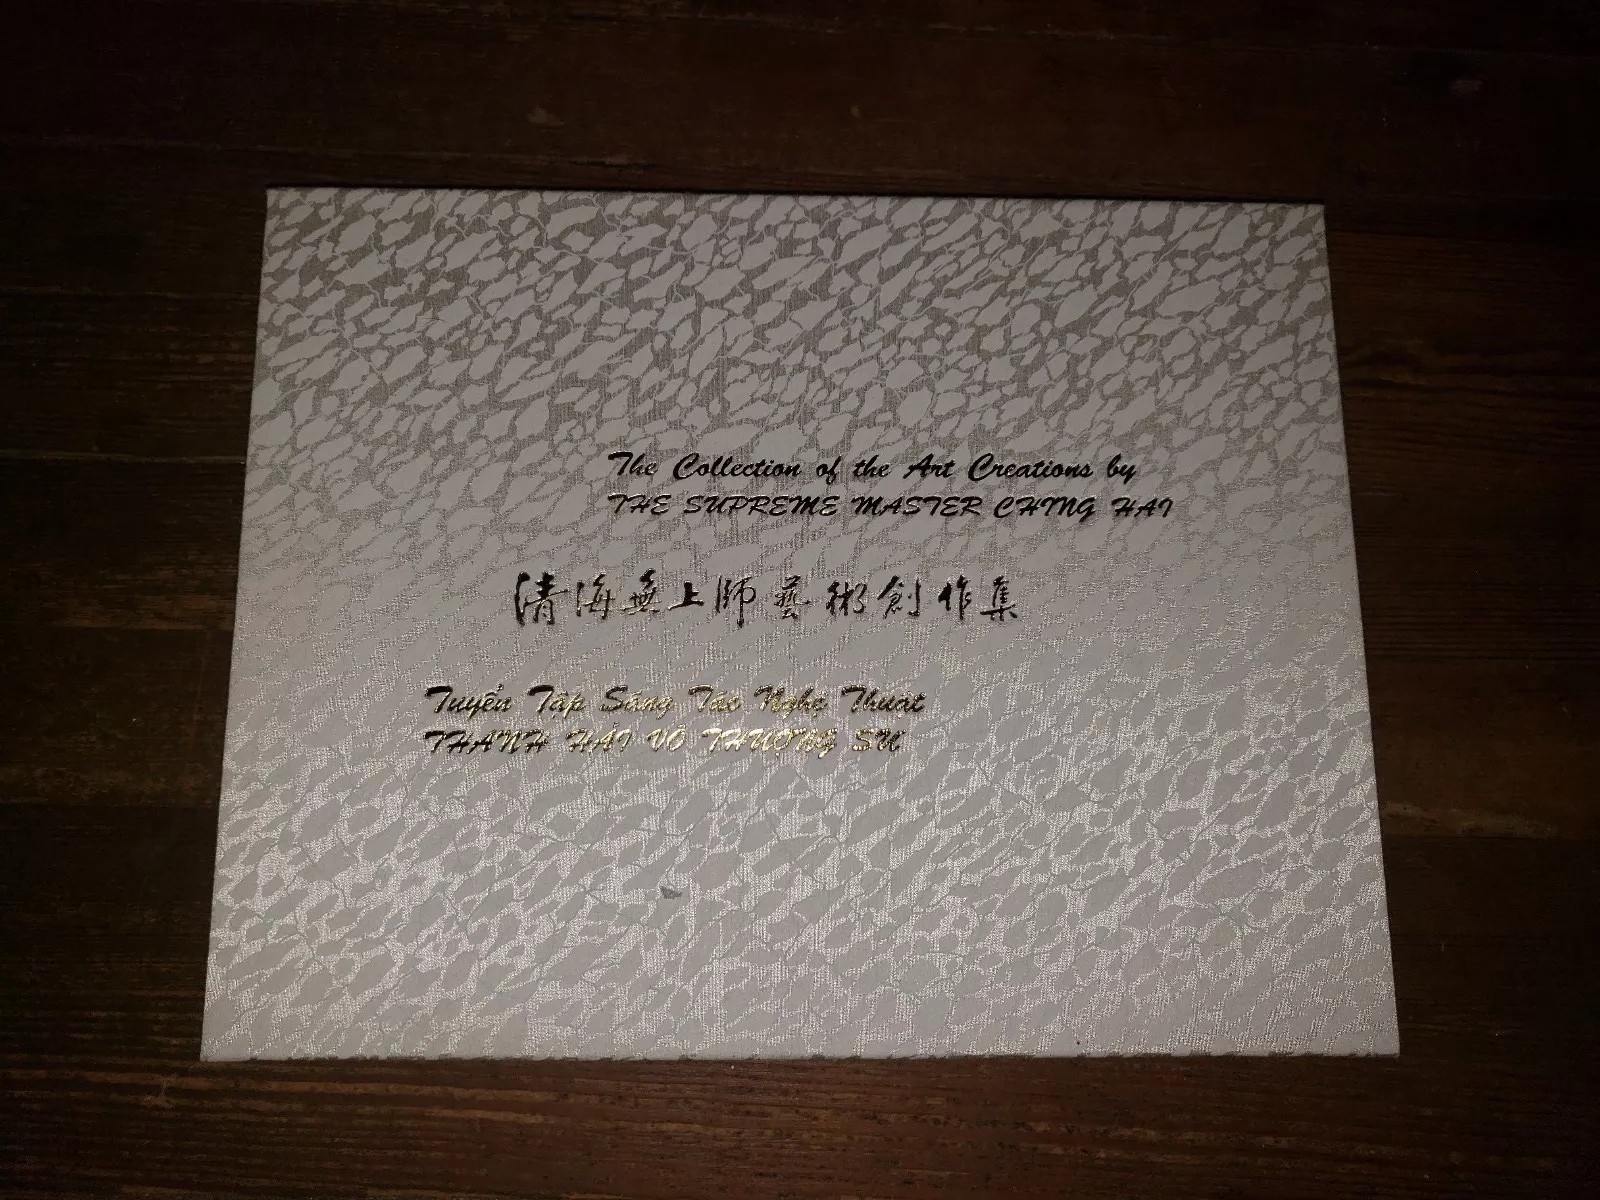 The Collection of the Art Creations by
THE SUPREME MASTER CHING HAI
清海無上師藝術創作集
Tuyển Tập Sáng Tác Nghệ Thuật
THANH HẢI VÔ THƯỢNG SƯ